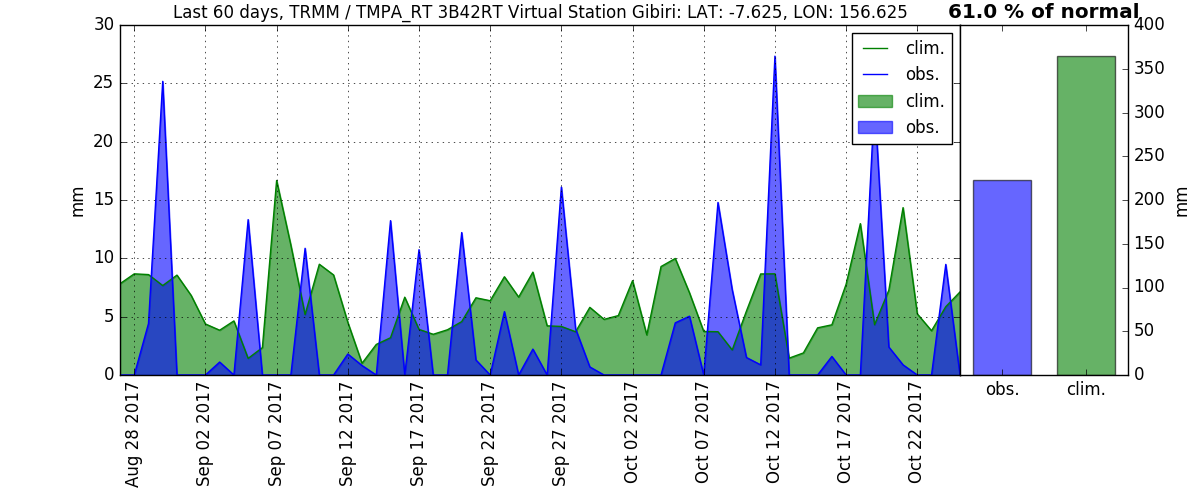 Last 60 days, TRMM / TMPA_RT 3B42RT Virtual Station Gibiri: LAT: -7.625, LON: 156.625
61.0 % of normal
30
25
20
15
10
5
0
mm
clim.
obs.
clim.
obs.
400
350
300
250
200
150
100
50
0
mm
Aug 28 2017
Sep 02 2017
Sep 07 2017
Sep 12 2017
Sep 17 2017
Sep 22 2017
Sep 27 2017
Oct 02 2017
Oct 07 2017
Oct 12 2017
Oct 17 2017
Oct 22 2017
obs.
clim.